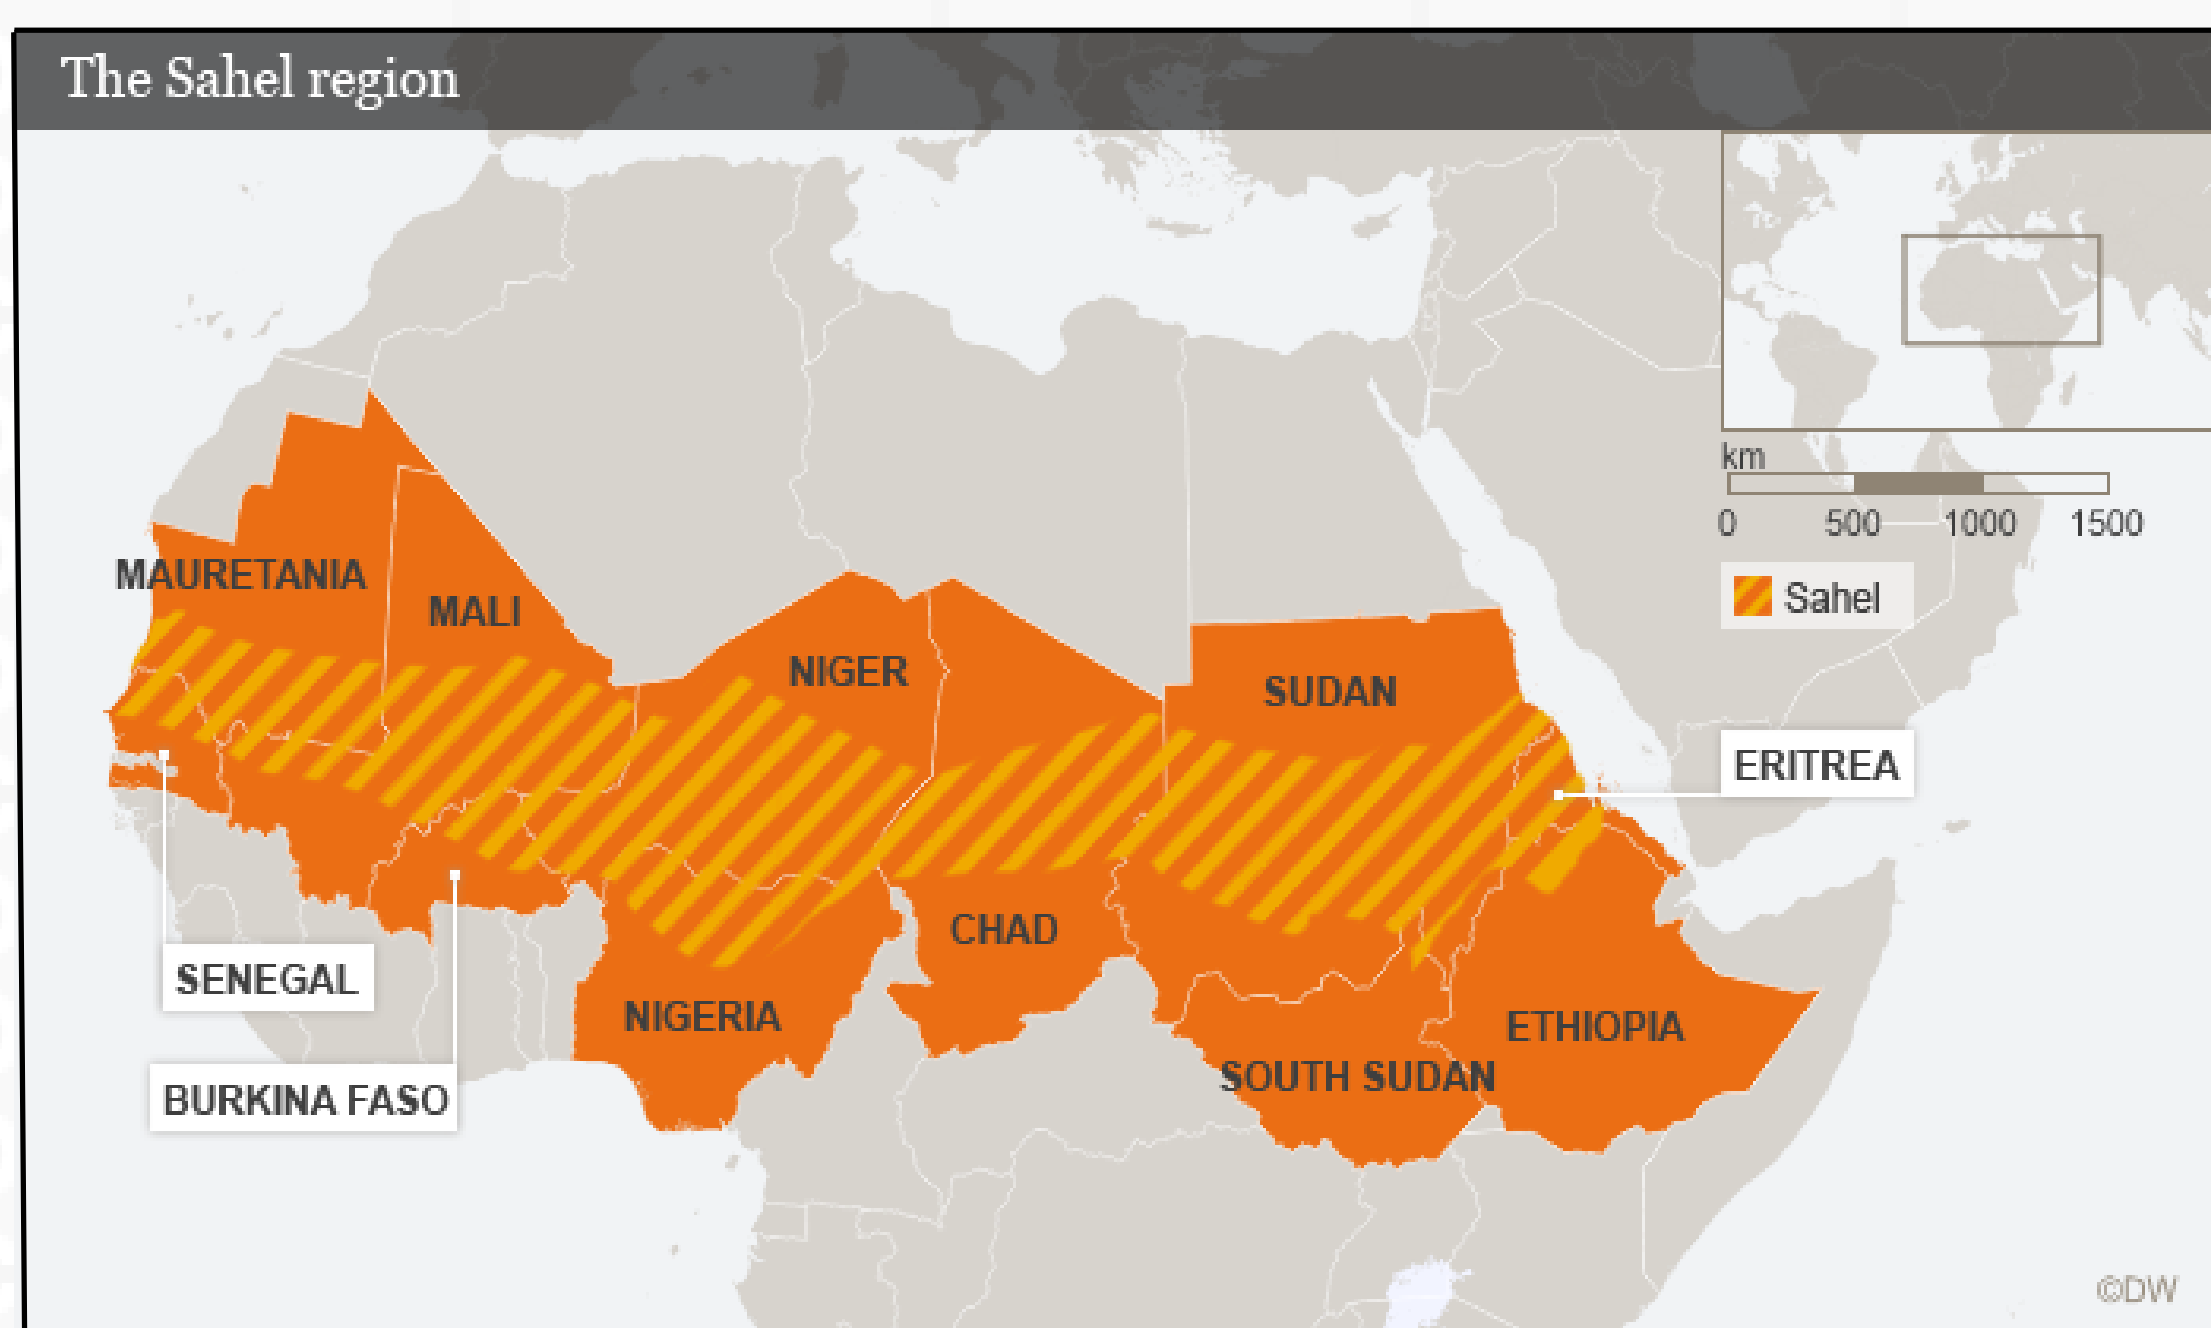 The Sahel region
km
0 500 1000 1500
Sahel
MAURETANIA
MALI
NIGER
SUDAN
ERITREA
CHAD
SENEGAL
NIGERIA
ETHIOPIA
SOUTH SUDAN
BURKINA FASO
©DW